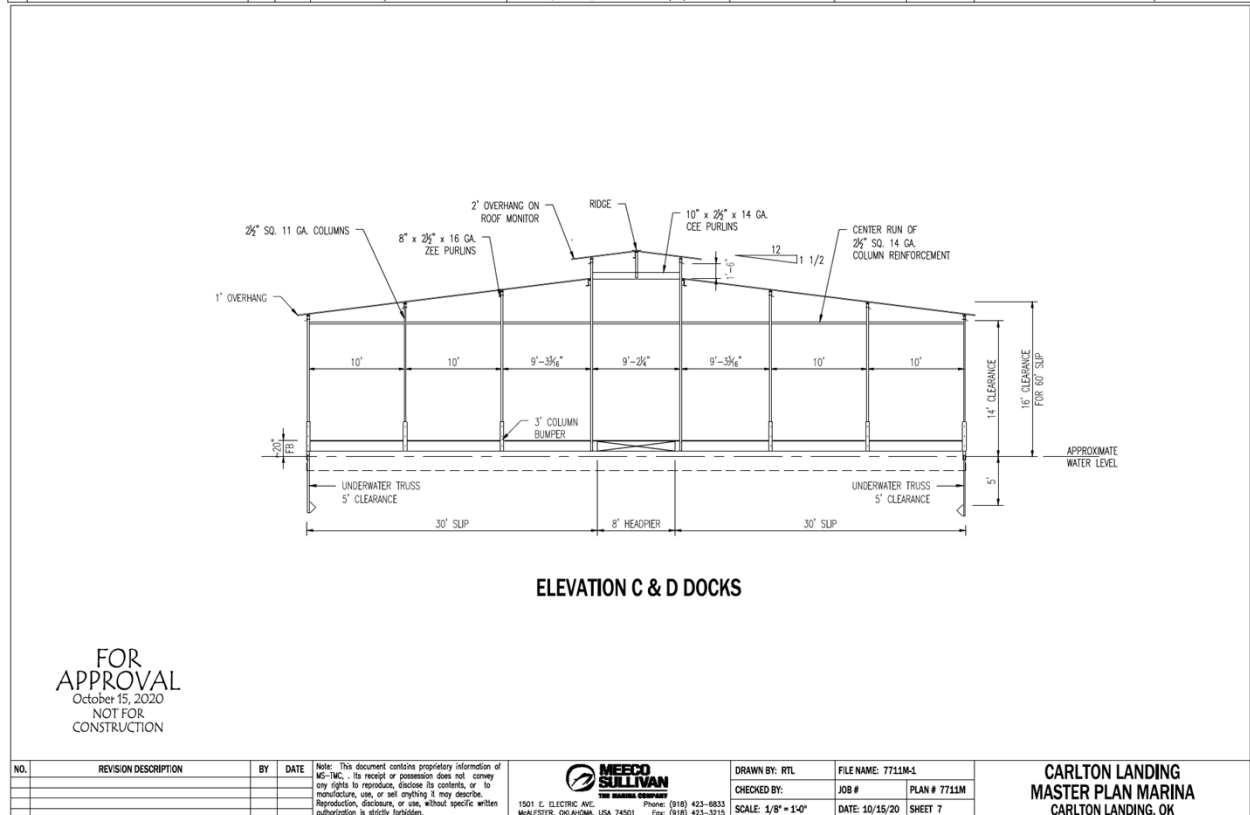 2' OVERHANG ON
ROOF MONITOR
RIDGE
10" x 2½" x 14 GA.
CEE PURLINS
2½" SQ. 11 GA. COLUMNS
8" x 2½" x 16 GA.
ZEE PURLINS
12
1 1/2
1'-6"
CENTER RUN OF
2½" SQ. 14 GA.
COLUMN REINFORCEMENT
1' OVERHANG
10'
10'
9'-3³⁄₁₆"
9'-2¼"
9'-3³⁄₁₆"
10'
10'
14' CLEARANCE
16' CLEARANCE
FOR 60' SLIP
3' COLUMN
BUMPER
20"
FB
APPROXIMATE
WATER LEVEL
5'
UNDERWATER TRUSS
5' CLEARANCE
UNDERWATER TRUSS
5' CLEARANCE
30' SLIP
8' HEADPIER
30' SLIP
ELEVATION C & D DOCKS
FOR
APPROVAL
October 15, 2020
NOT FOR
CONSTRUCTION
NO.
REVISION DESCRIPTION
BY
DATE
Note: This document contains proprietary information of
MS-TMC, . Its receipt or possession does not convey
any rights to reproduce, disclose its contents, or to
manufacture, use, or sell anything it may describe.
Reproduction, disclosure, or use, without specific written
authorization is strictly forbidden.
MEECO
SULLIVAN
THE MARINA COMPANY
1501 E. ELECTRIC AVE. Phone: (918) 423-6833
McALESTER, OKLAHOMA, USA 74501 Fax: (918) 423-3215
DRAWN BY: RTL
FILE NAME: 7711M-1
CHECKED BY:
JOB #
PLAN # 7711M
SCALE: 1/8" = 1'-0"
DATE: 10/15/20
SHEET 7
CARLTON LANDING
MASTER PLAN MARINA
CARLTON LANDING, OK